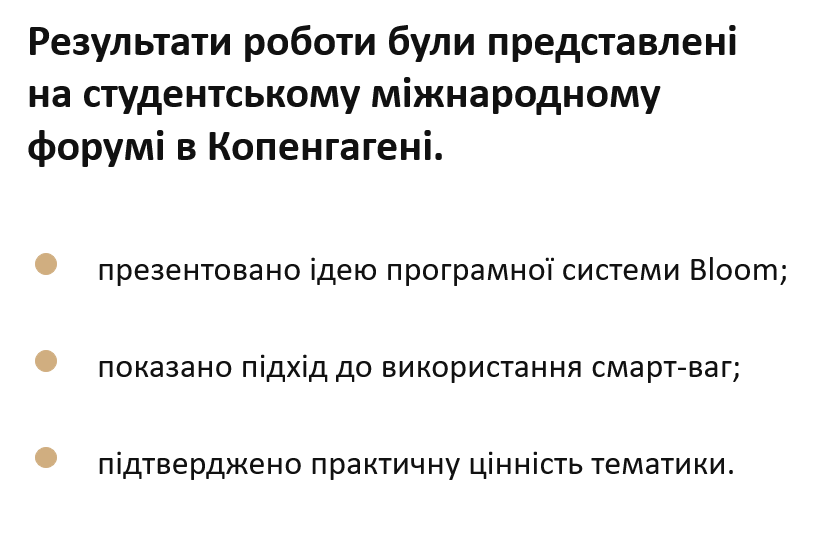 Результати роботи були представлені
на студентському міжнародному
форумі в Копенгагені.
презентовано ідею програмної системи Bloom;
показано підхід до використання смарт-ваг;
підтверджено практичну цінність тематики.